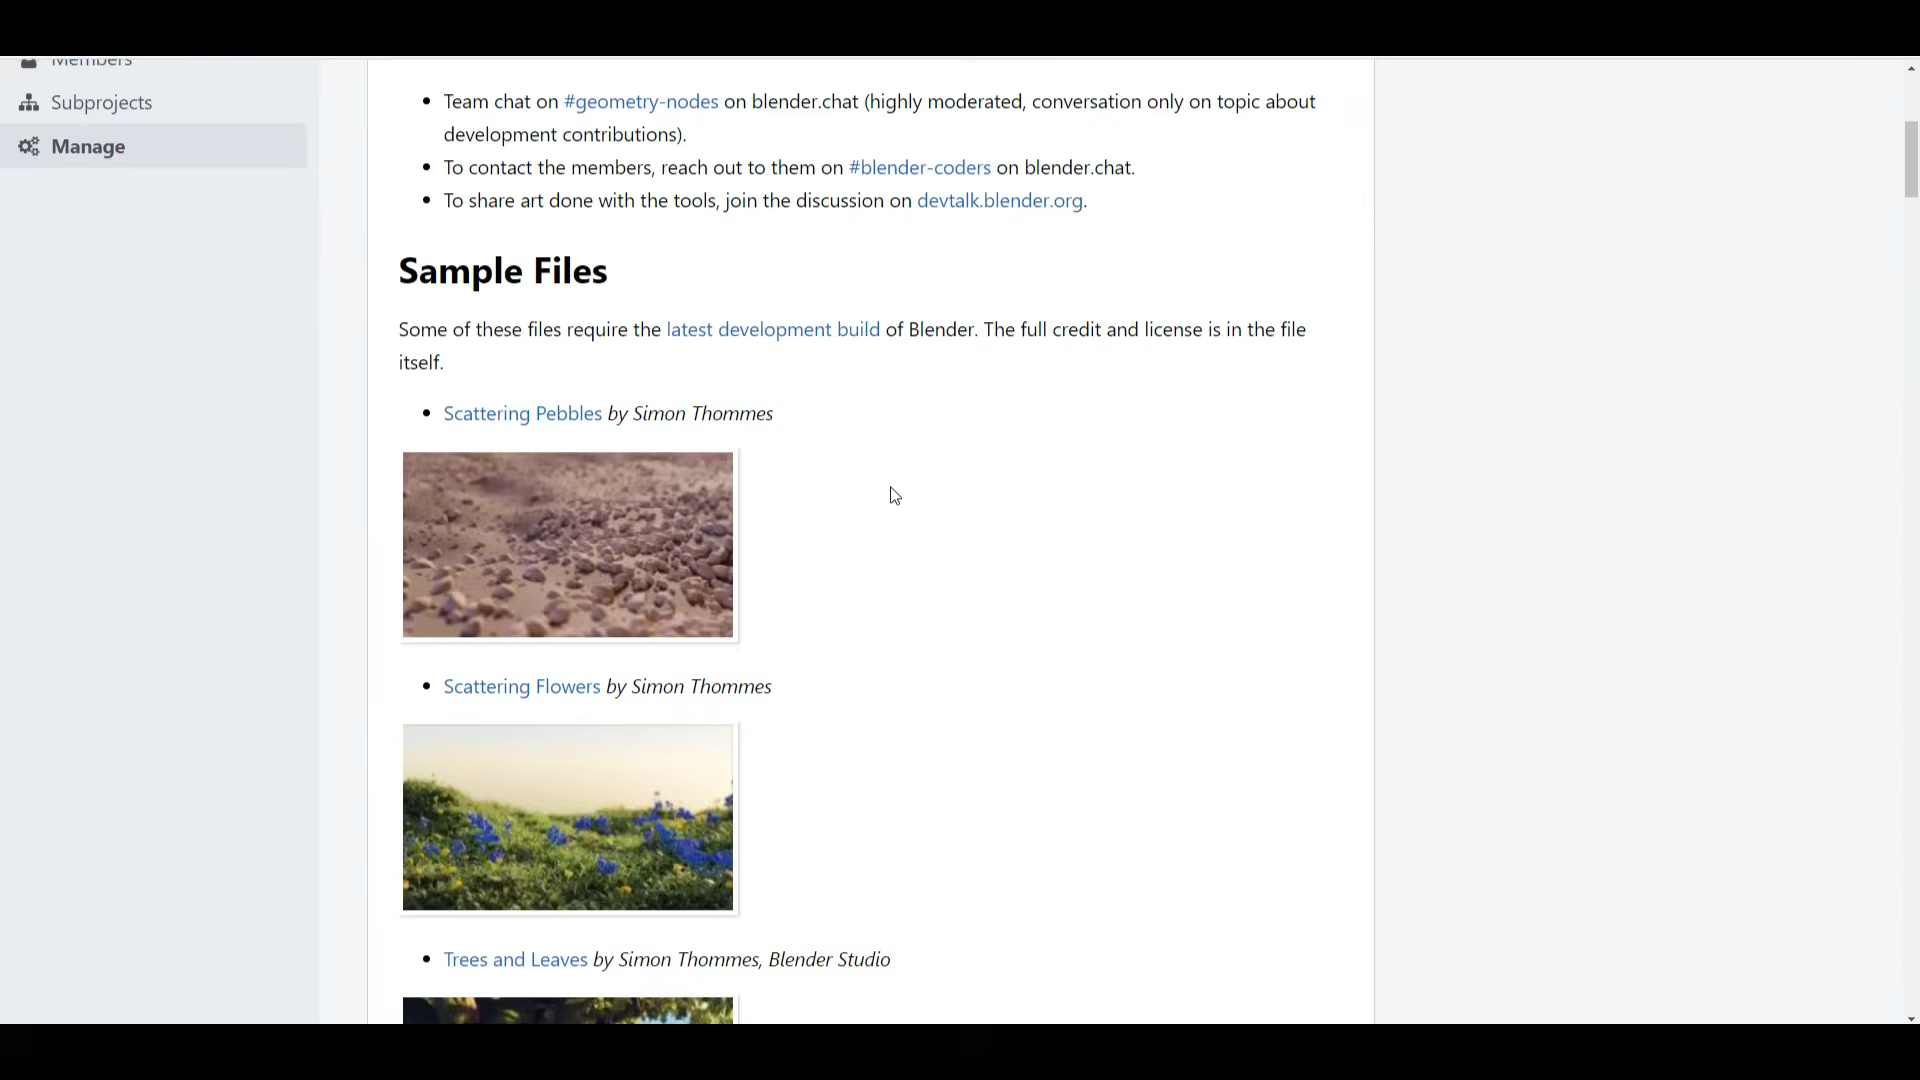 Members
Subprojects
Manage
• Team chat on #geometry-nodes on blender.chat (highly moderated, conversation only on topic about
development contributions).
• To contact the members, reach out to them on #blender-coders on blender.chat.
• To share art done with the tools, join the discussion on devtalk.blender.org.
Sample Files
Some of these files require the latest development build of Blender. The full credit and license is in the file
itself.
• Scattering Pebbles by Simon Thommes
• Scattering Flowers by Simon Thommes
• Trees and Leaves by Simon Thommes, Blender Studio